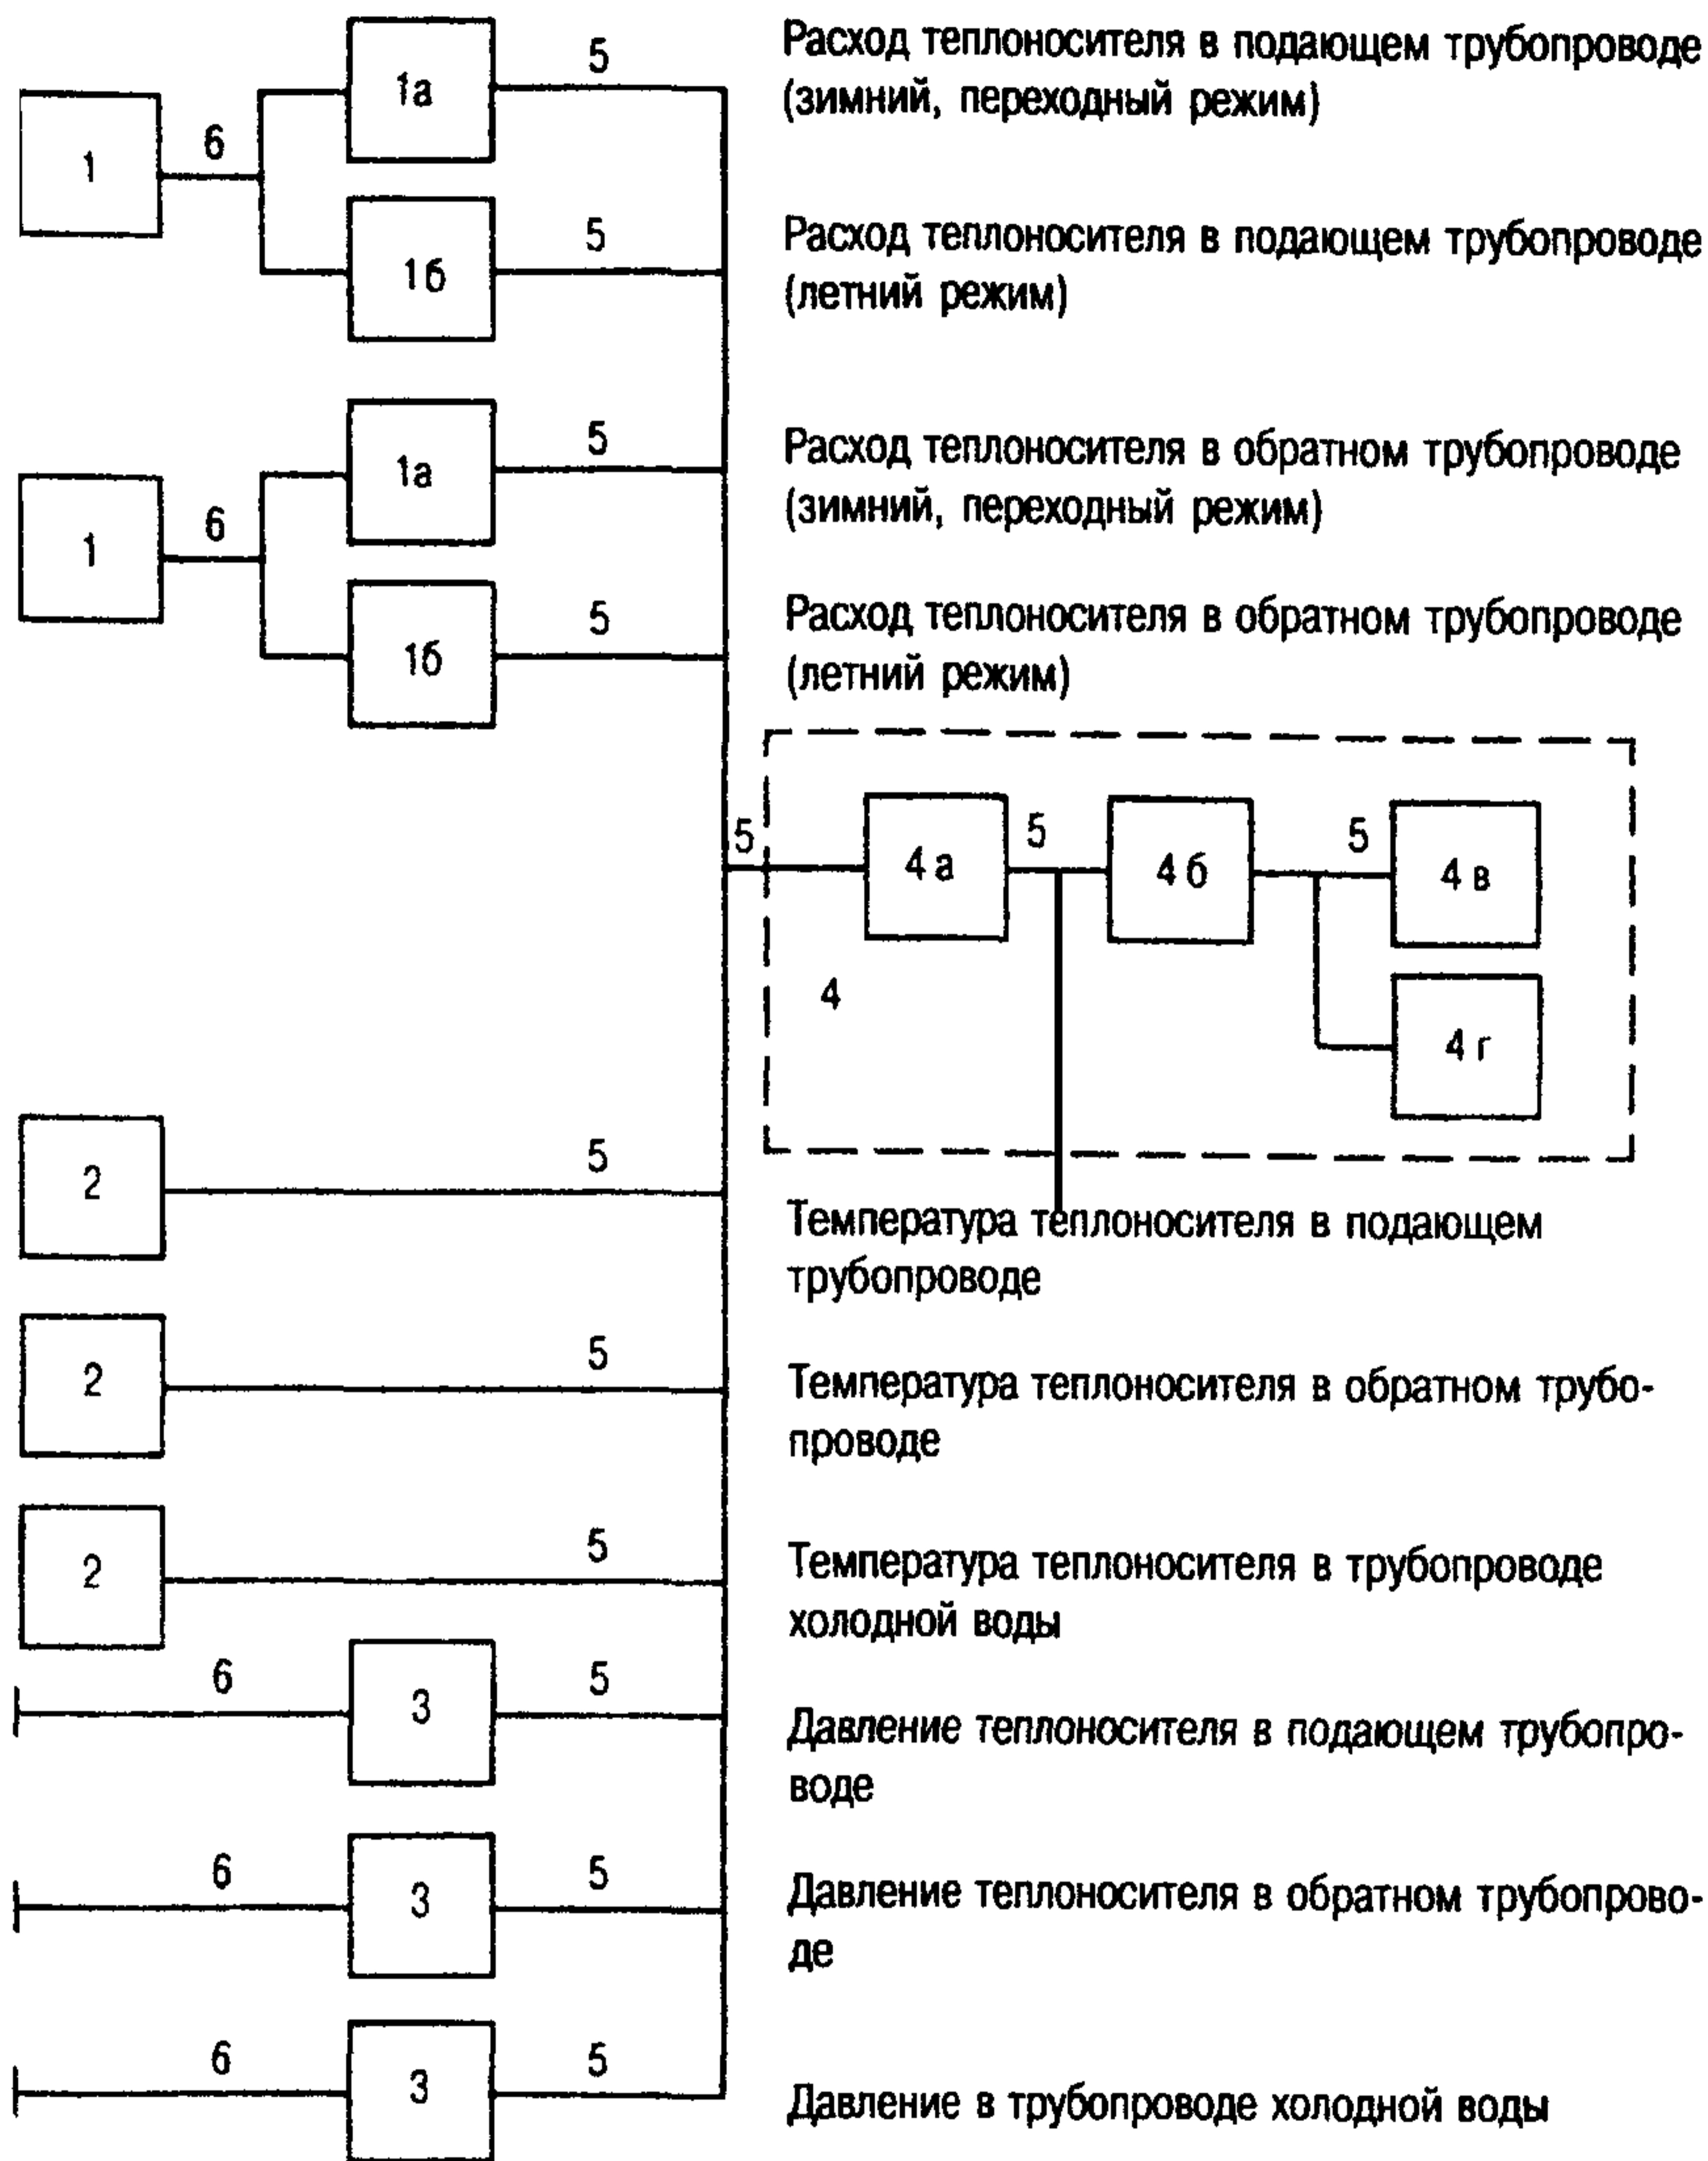 1а
5
Расход теплоносителя в подающем трубопроводе
(зимний, переходный режим)
1
6
1б
5
Расход теплоносителя в подающем трубопроводе
(летний режим)
1а
5
Расход теплоносителя в обратном трубопроводе
(зимний, переходный режим)
1
6
1б
5
Расход теплоносителя в обратном трубопроводе
(летний режим)
5
4а
5
4б
5
4в
4
4г
2
5
Температура теплоносителя в подающем
трубопроводе
2
5
Температура теплоносителя в обратном трубо-
проводе
2
5
Температура теплоносителя в трубопроводе
холодной воды
6
3
5
Давление теплоносителя в подающем трубопро-
воде
6
3
5
Давление теплоносителя в обратном трубопрово-
де
6
3
5
Давление в трубопроводе холодной воды